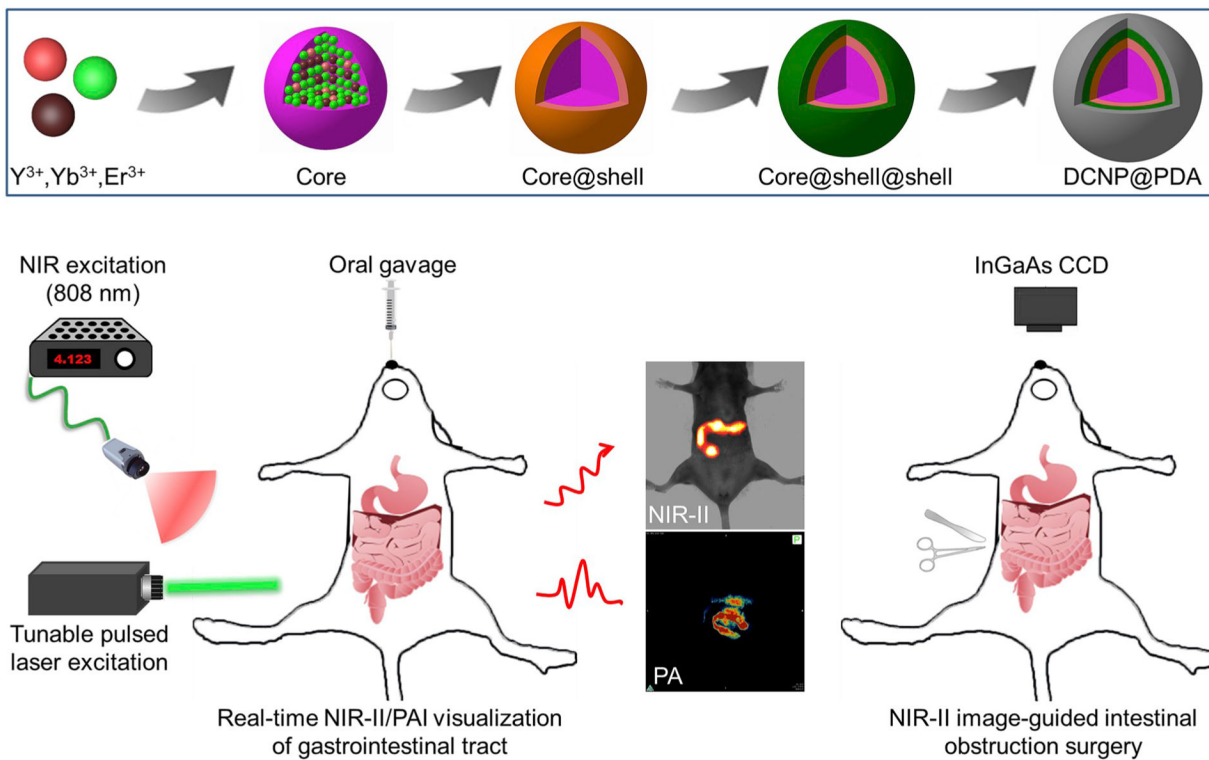 Y³⁺,Yb³⁺,Er³⁺
Core
Core@shell
Core@shell@shell
DCNP@PDA
NIR excitation
(808 nm)
4.123
Oral gavage
InGaAs CCD
NIR-II
P
PA
Tunable pulsed
laser excitation
Real-time NIR-II/PAI visualization
of gastrointestinal tract
NIR-II image-guided intestinal
obstruction surgery